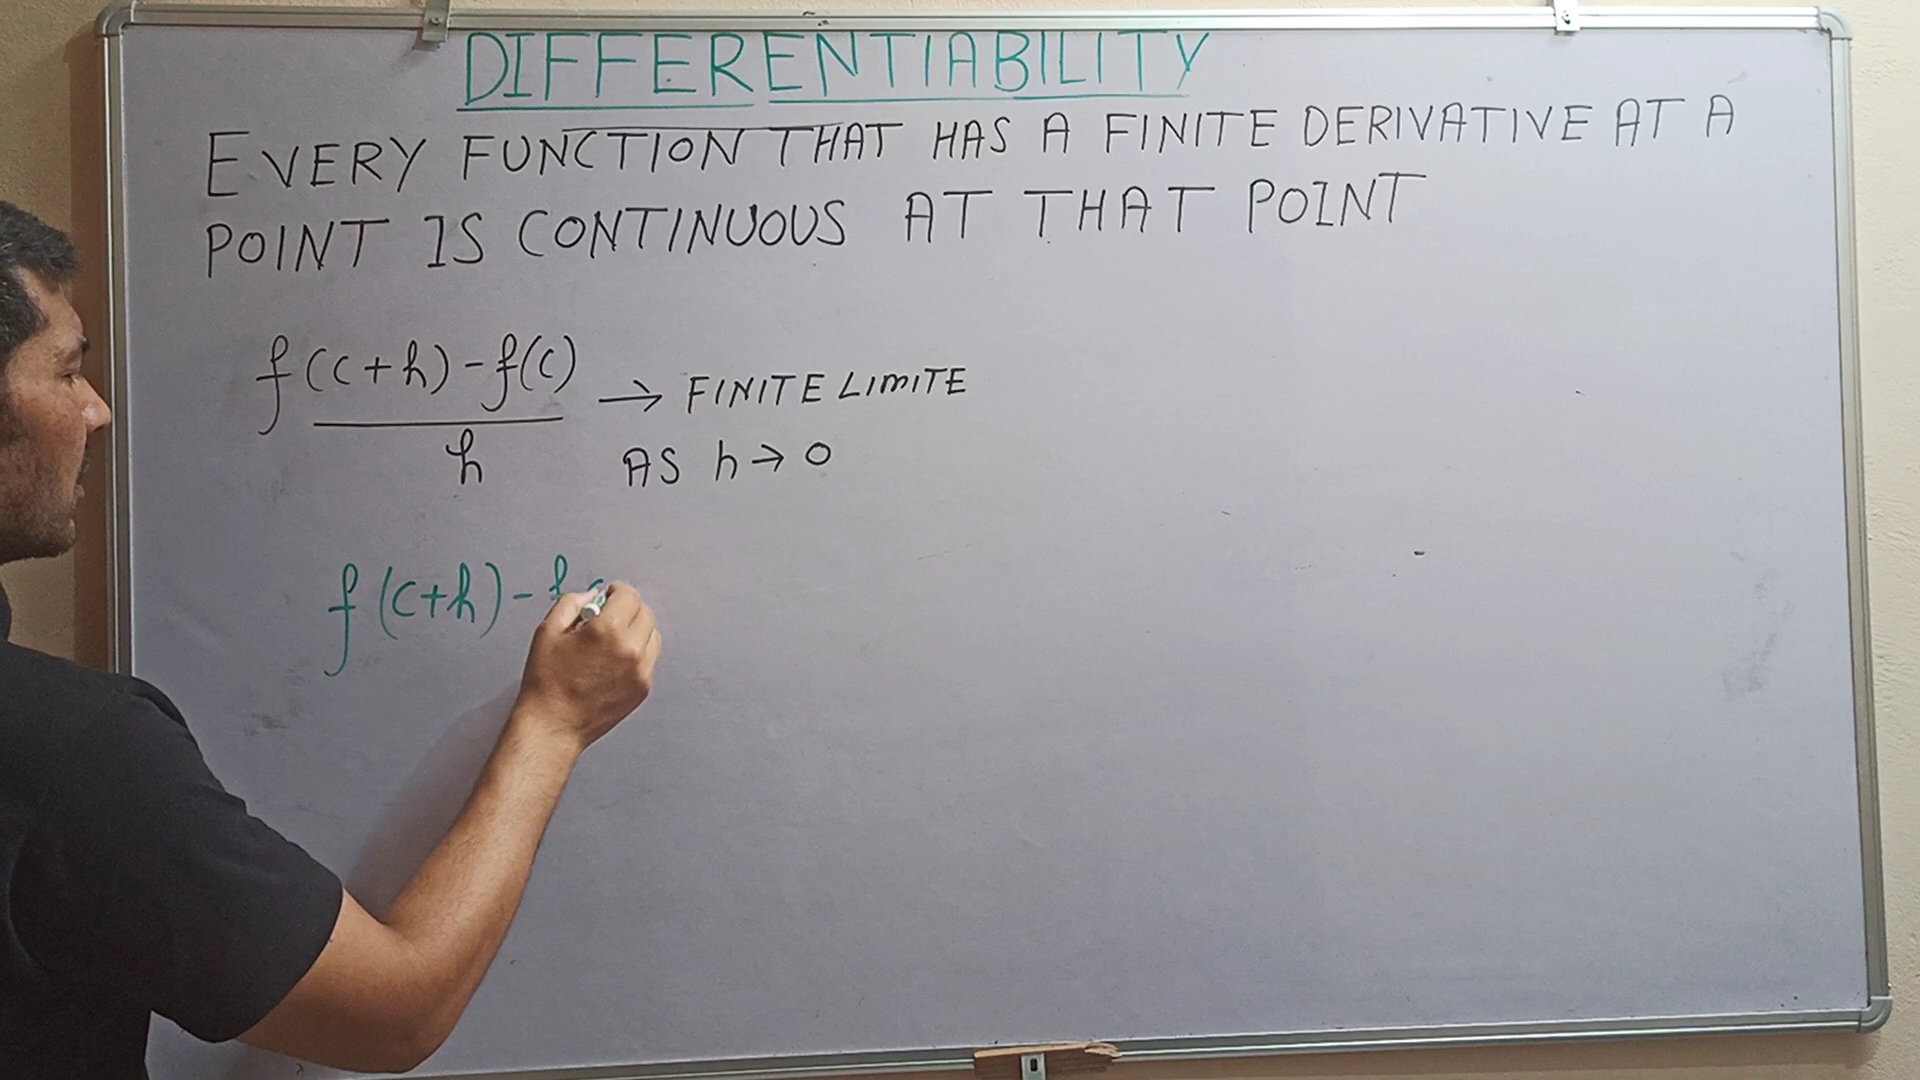 DIFFERENTIABILITY
EVERY FUNCTION THAT HAS A FINITE DERIVATIVE AT A
POINT IS CONTINUOUS AT THAT POINT
f(c+h)-f(c)
h
→ FINITE LIMITE
AS h→0
f(c+h)-f